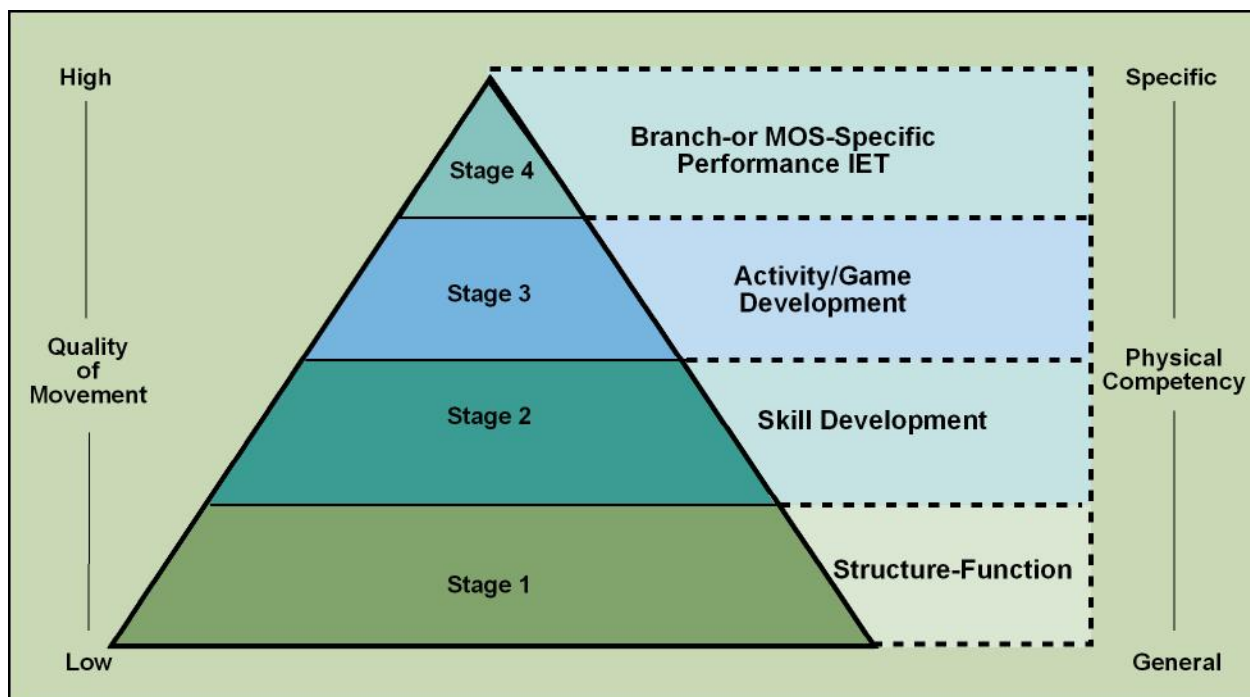 High
Specific
Branch-or MOS-Specific
Performance IET
Stage 4
Activity/Game
Development
Stage 3
Quality
of
Movement
Physical
Competency
Stage 2
Skill Development
Stage 1
Structure-Function
Low
General